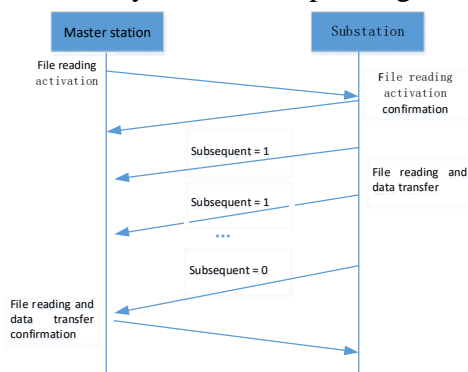 Master station
Substation
File reading
activation
File reading
activation
confirmation
Subsequent = 1
File reading and
data transfer
Subsequent = 1
...
Subsequent = 0
File reading and
data transfer
confirmation